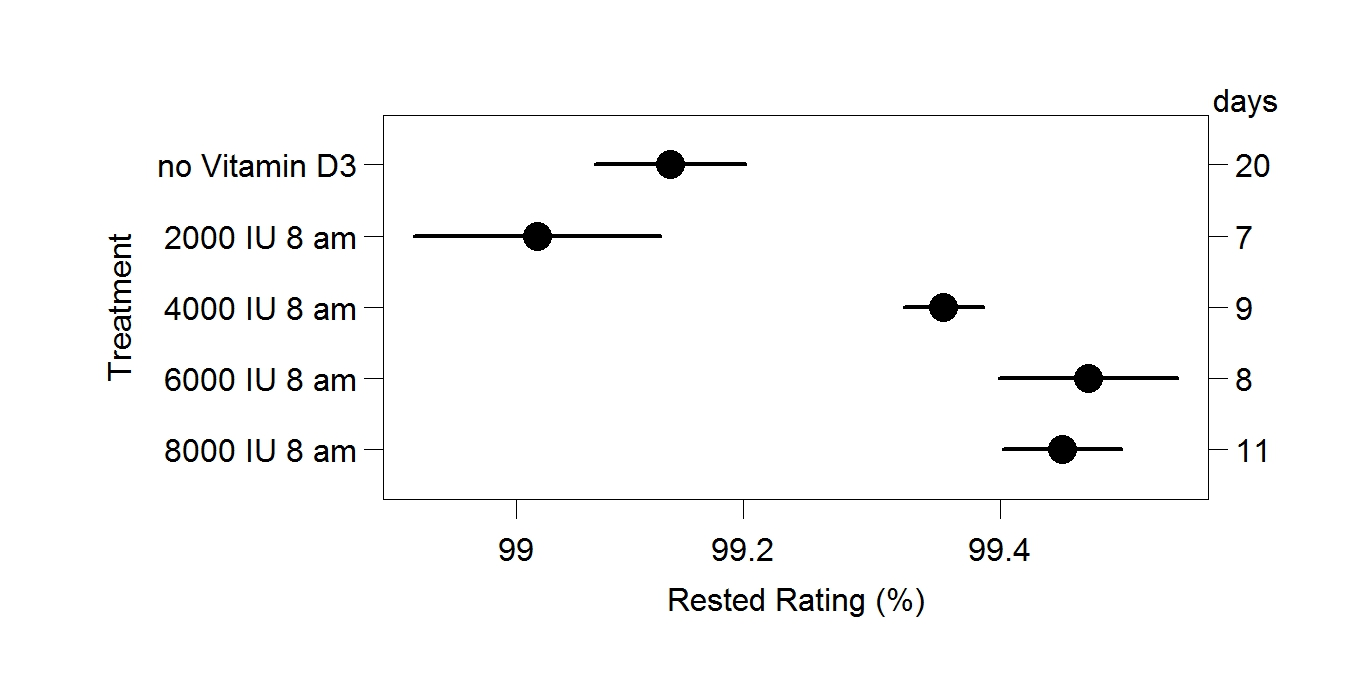 days
no Vitamin D3 20
2000 IU 8 am 7
4000 IU 8 am 9
6000 IU 8 am 8
8000 IU 8 am 11
Treatment
99 99.2 99.4
Rested Rating (%)